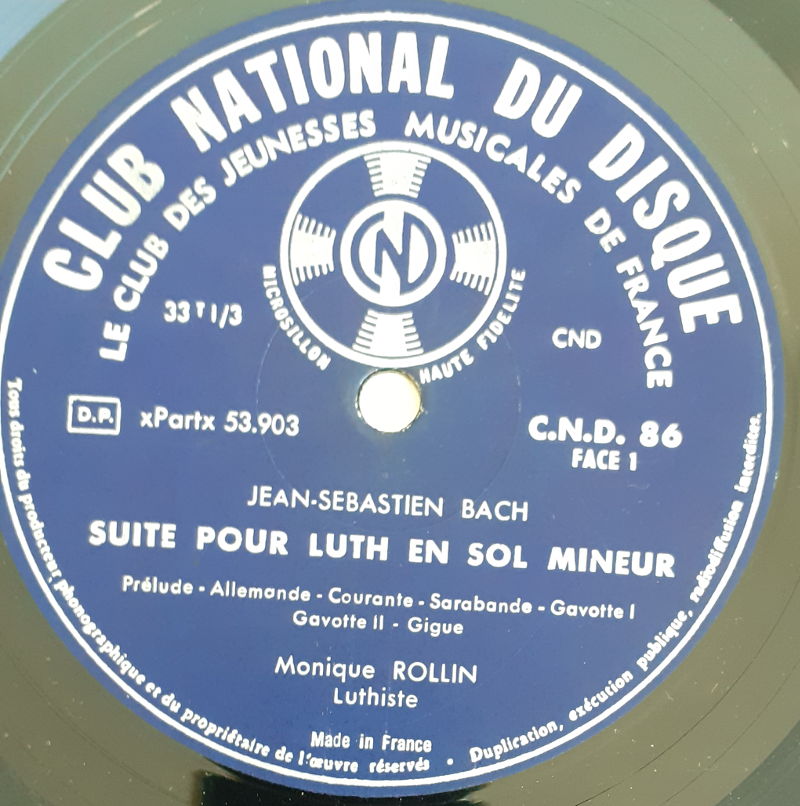 CLUB NATIONAL DU DISQUE
LE CLUB DES JEUNESSES MUSICALES DE FRANCE
N
MICROSILLON HAUTE FIDELITE
33 T 1/3
CND
D.P. xPartx 53.903
C.N.D. 86
FACE 1
JEAN-SEBASTIEN BACH
SUITE POUR LUTH EN SOL MINEUR
Prélude - Allemande - Courante - Sarabande - Gavotte I
Gavotte II - Gigue
Monique ROLLIN
Luthiste
Made in France
Tous droits du producteur phonographique et du propriétaire de l'œuvre réservés • Duplication, exécution publique, radiodiffusion interdites.